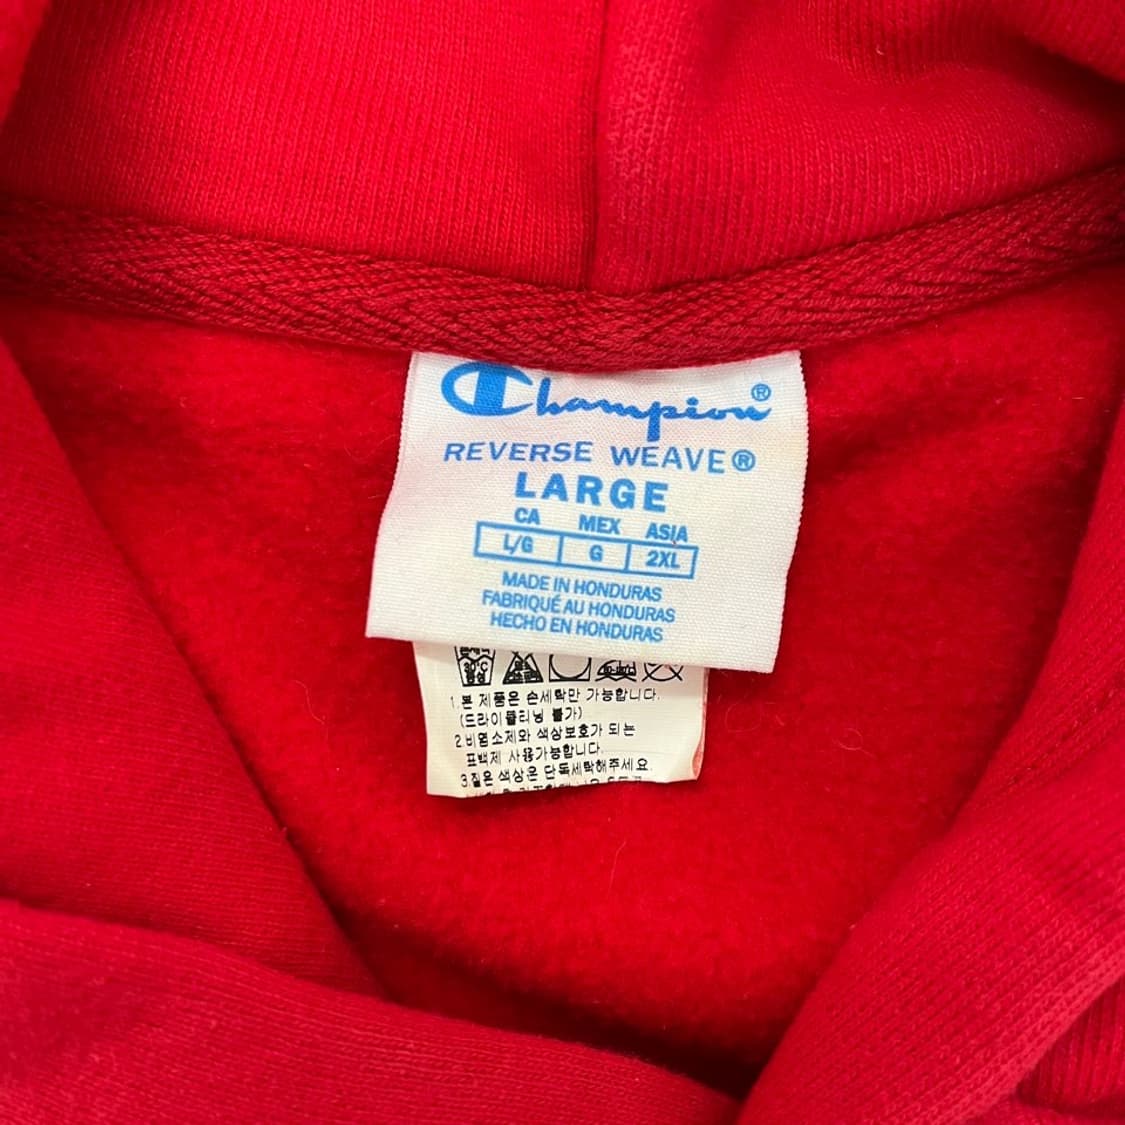 Champion®
REVERSE WEAVE®
LARGE
CA MEX ASIA
L/G G 2XL
MADE IN HONDURAS
FABRIQUÉ AU HONDURAS
HECHO EN HONDURAS
30°C
1.본 제품은 손세탁만 가능합니다.
(드라이클리닝 불가)
2.비염소제와 색상보호가 되는
표백제 사용가능합니다.
3.짙은 색상은 단독세탁해주세요.